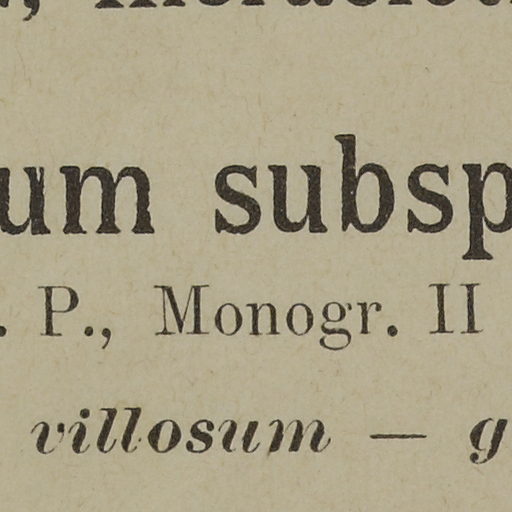 um subsp
. P., Monogr. II
villosum — g